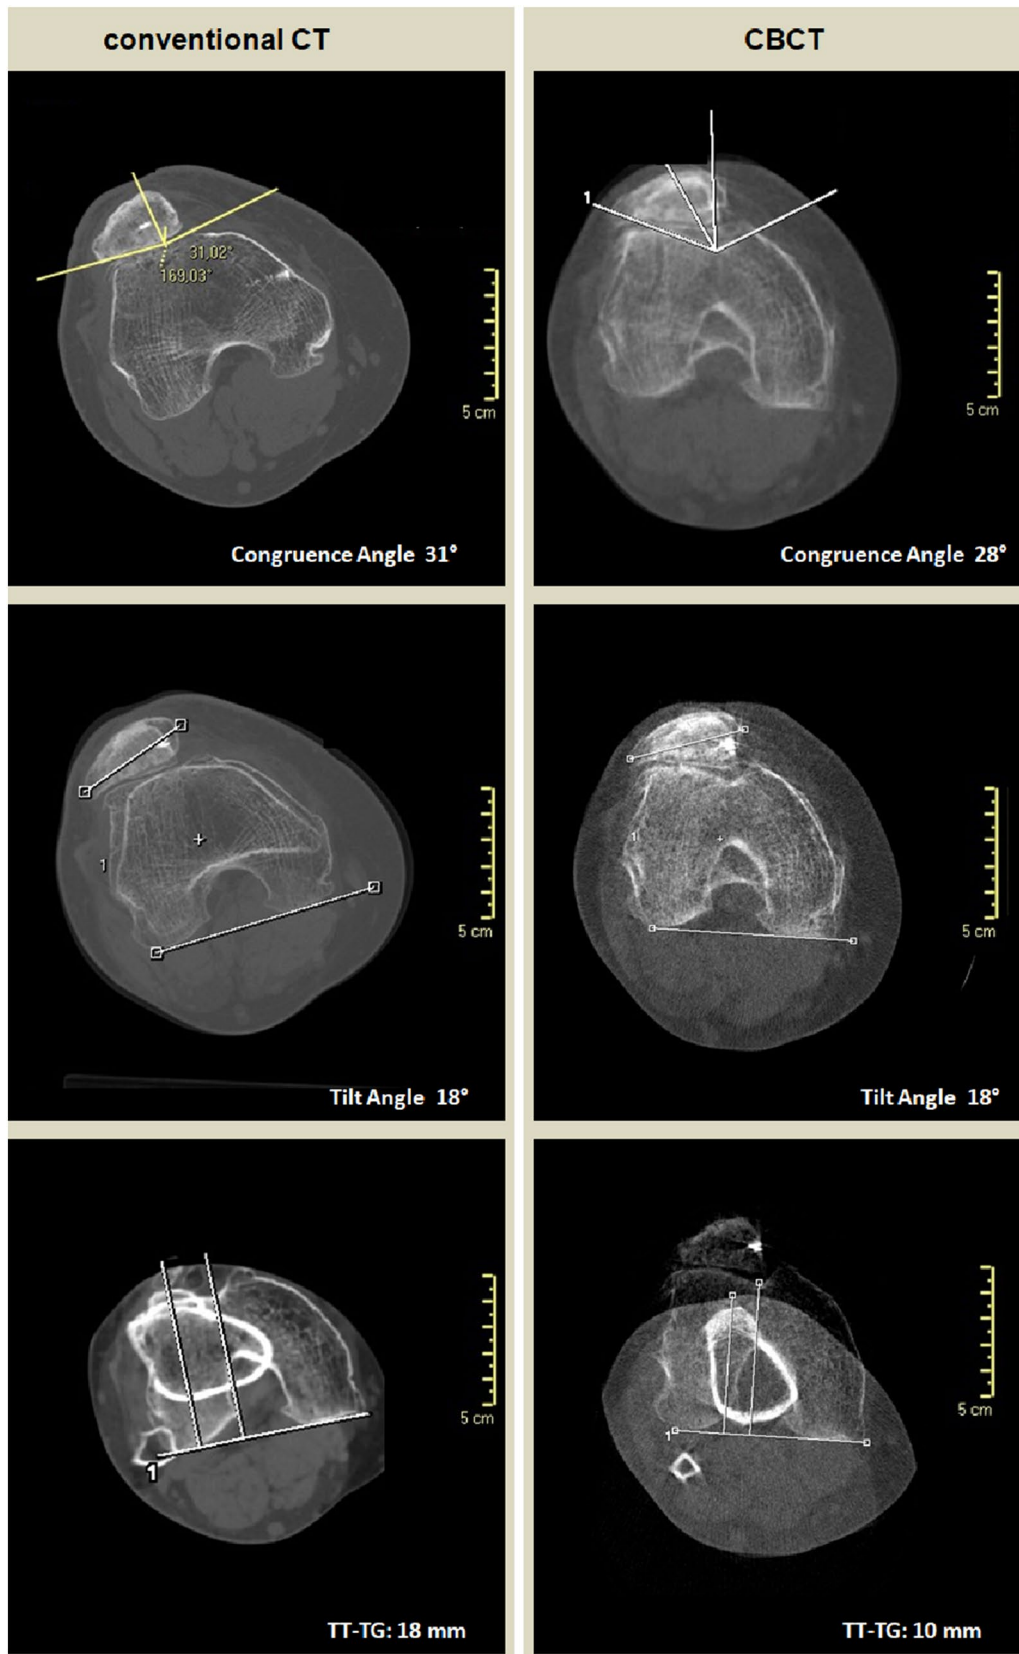 conventional CT
CBCT
31,02°
169,03°
5 cm
Congruence Angle 31°
1
5 cm
Congruence Angle 28°
1
5 cm
Tilt Angle 18°
1
5 cm
Tilt Angle 18°
1
5 cm
TT-TG: 18 mm
1
5 cm
TT-TG: 10 mm